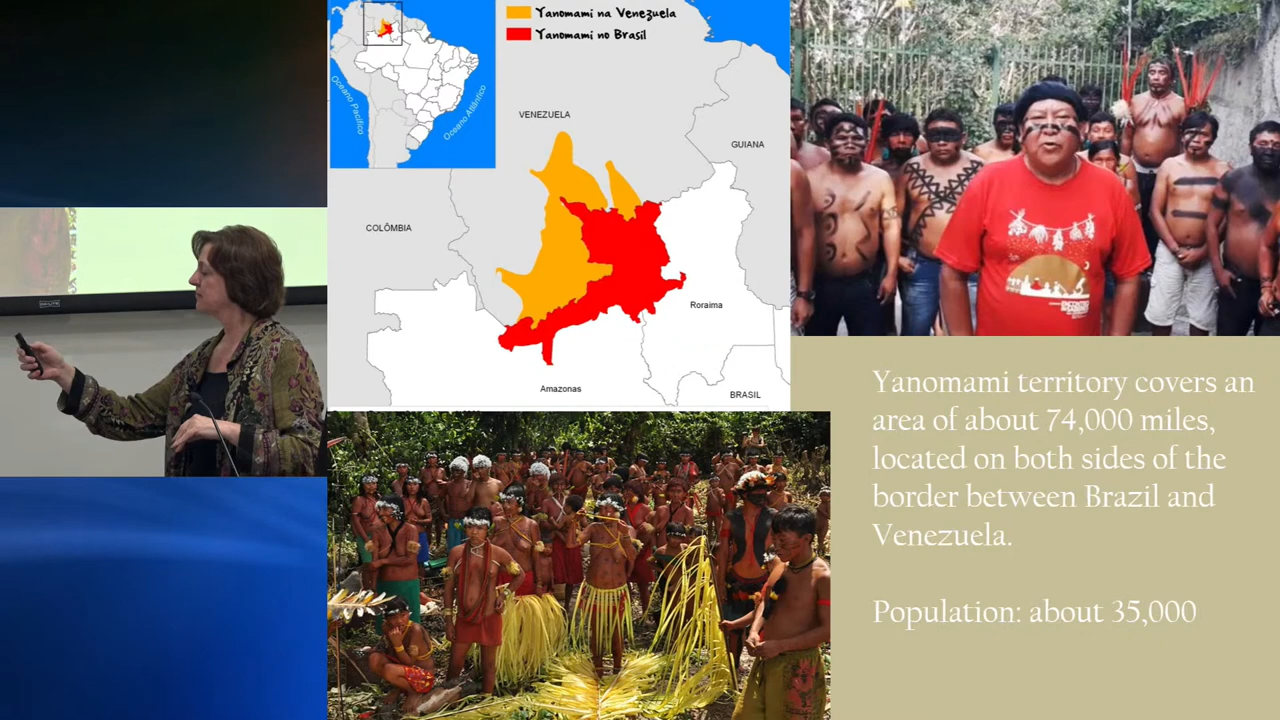 Yanomami na Venezuela
Yanomami no Brasil
Oceano Pacífico
Oceano Atlântico
VENEZUELA
GUIANA
COLÔMBIA
Roraima
Amazonas
BRASIL
Yanomami territory covers an
area of about 74,000 miles,
located on both sides of the
border between Brazil and
Venezuela.
Population: about 35,000